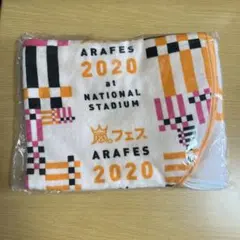 ARAFES
2020
at
NATIONAL
STADIUM
嵐フェス
ARAFES
2020